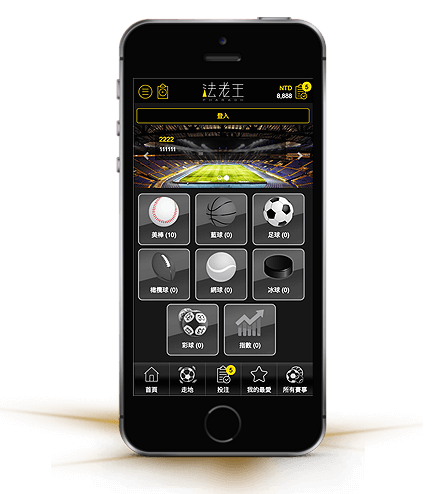 法老王
PHARAOH
NTD
8,888
5
登入
2222
111111
美棒 (10)
籃球 (0)
足球 (0)
橄欖球 (0)
網球 (0)
冰球 (0)
彩球 (0)
指數 (0)
5
首頁
走地
投注
我的最愛
所有賽事